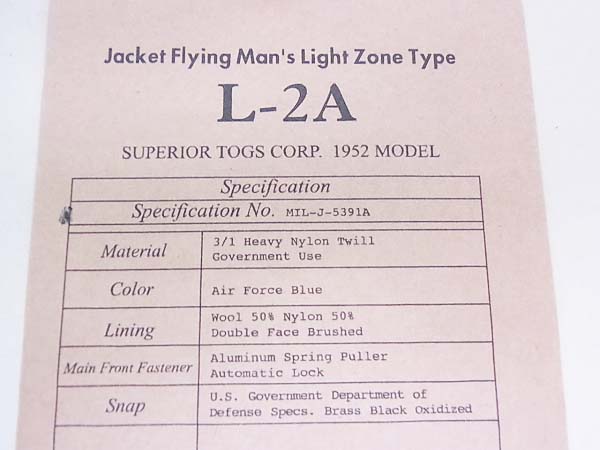 Jacket Flying Man's Light Zone Type
L-2A
SUPERIOR TOGS CORP. 1952 MODEL
Specification
Specification No. MIL-J-5391A
Material 3/1 Heavy Nylon Twill
Government Use
Color Air Force Blue
Lining Wool 50% Nylon 50%
Double Face Brushed
Main Front Fastener Aluminum Spring Puller
Automatic Lock
Snap U.S. Government Department of
Defense Specs. Brass Black Oxidized